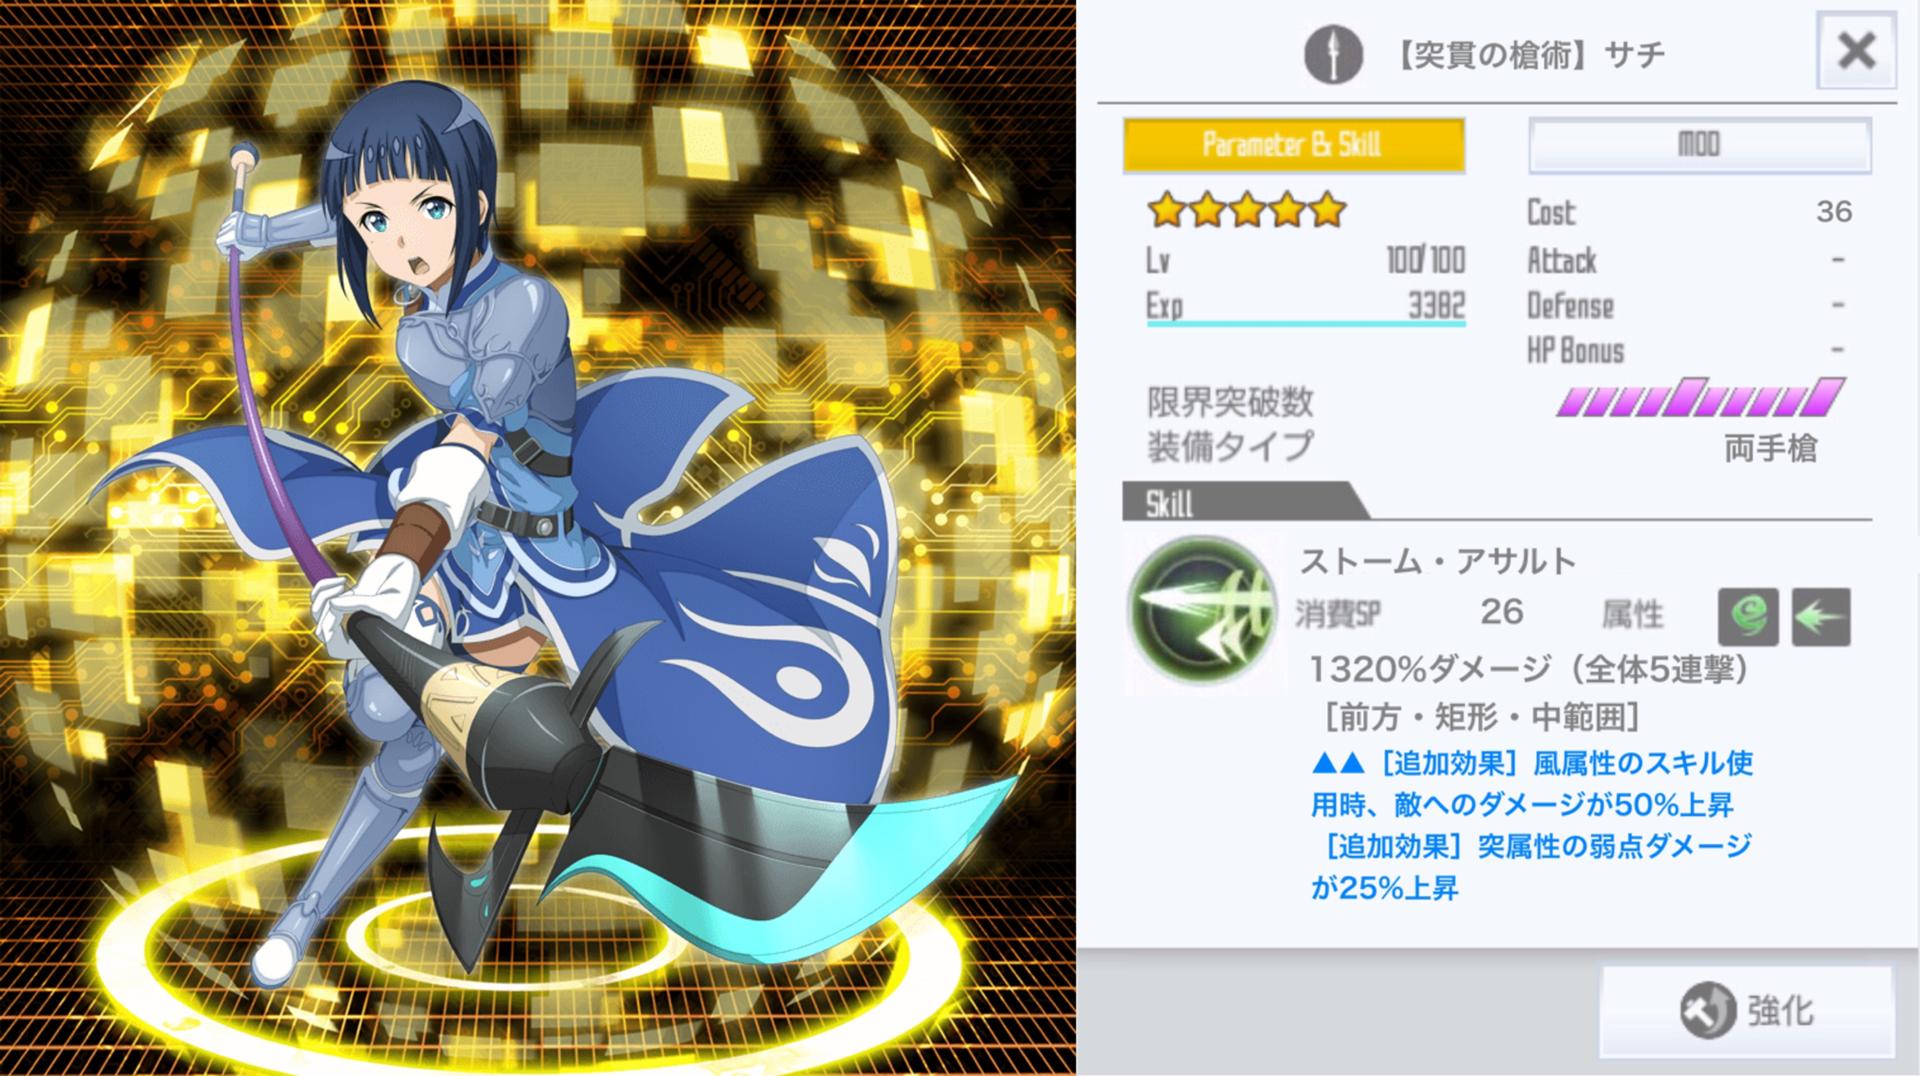 【突貫の槍術】サチ
Parameter & Skill
MOD
Cost 36
Lv 100/100
Attack -
Exp 3382
Defense -
HP Bonus -
限界突破数
装備タイプ 両手槍
Skill
ストーム・アサルト
消費SP 26 属性
1320%ダメージ（全体5連撃）
［前方・矩形・中範囲］
▲▲［追加効果］風属性のスキル使
用時、敵へのダメージが50%上昇
［追加効果］突属性の弱点ダメージ
が25%上昇
強化